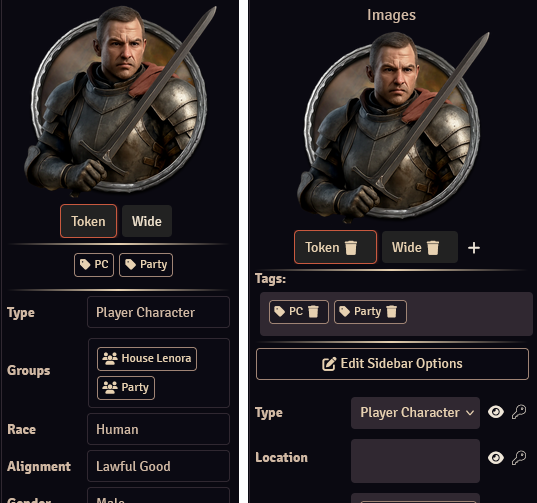 Token Wide
PC Party
Type Player Character
Groups House Lenora
Party
Race Human
Alignment Lawful Good
Gender Male
Images
Token Wide +
Tags:
PC Party
Edit Sidebar Options
Type Player Character
Location